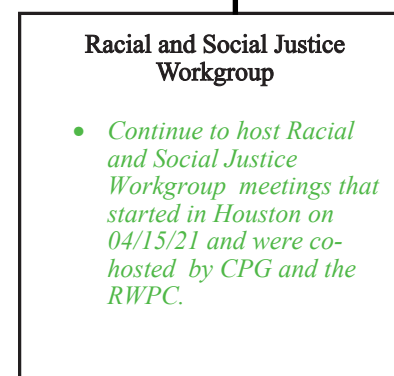 Racial and Social Justice
Workgroup
• Continue to host Racial
and Social Justice
Workgroup meetings that
started in Houston on
04/15/21 and were co-
hosted by CPG and the
RWPC.